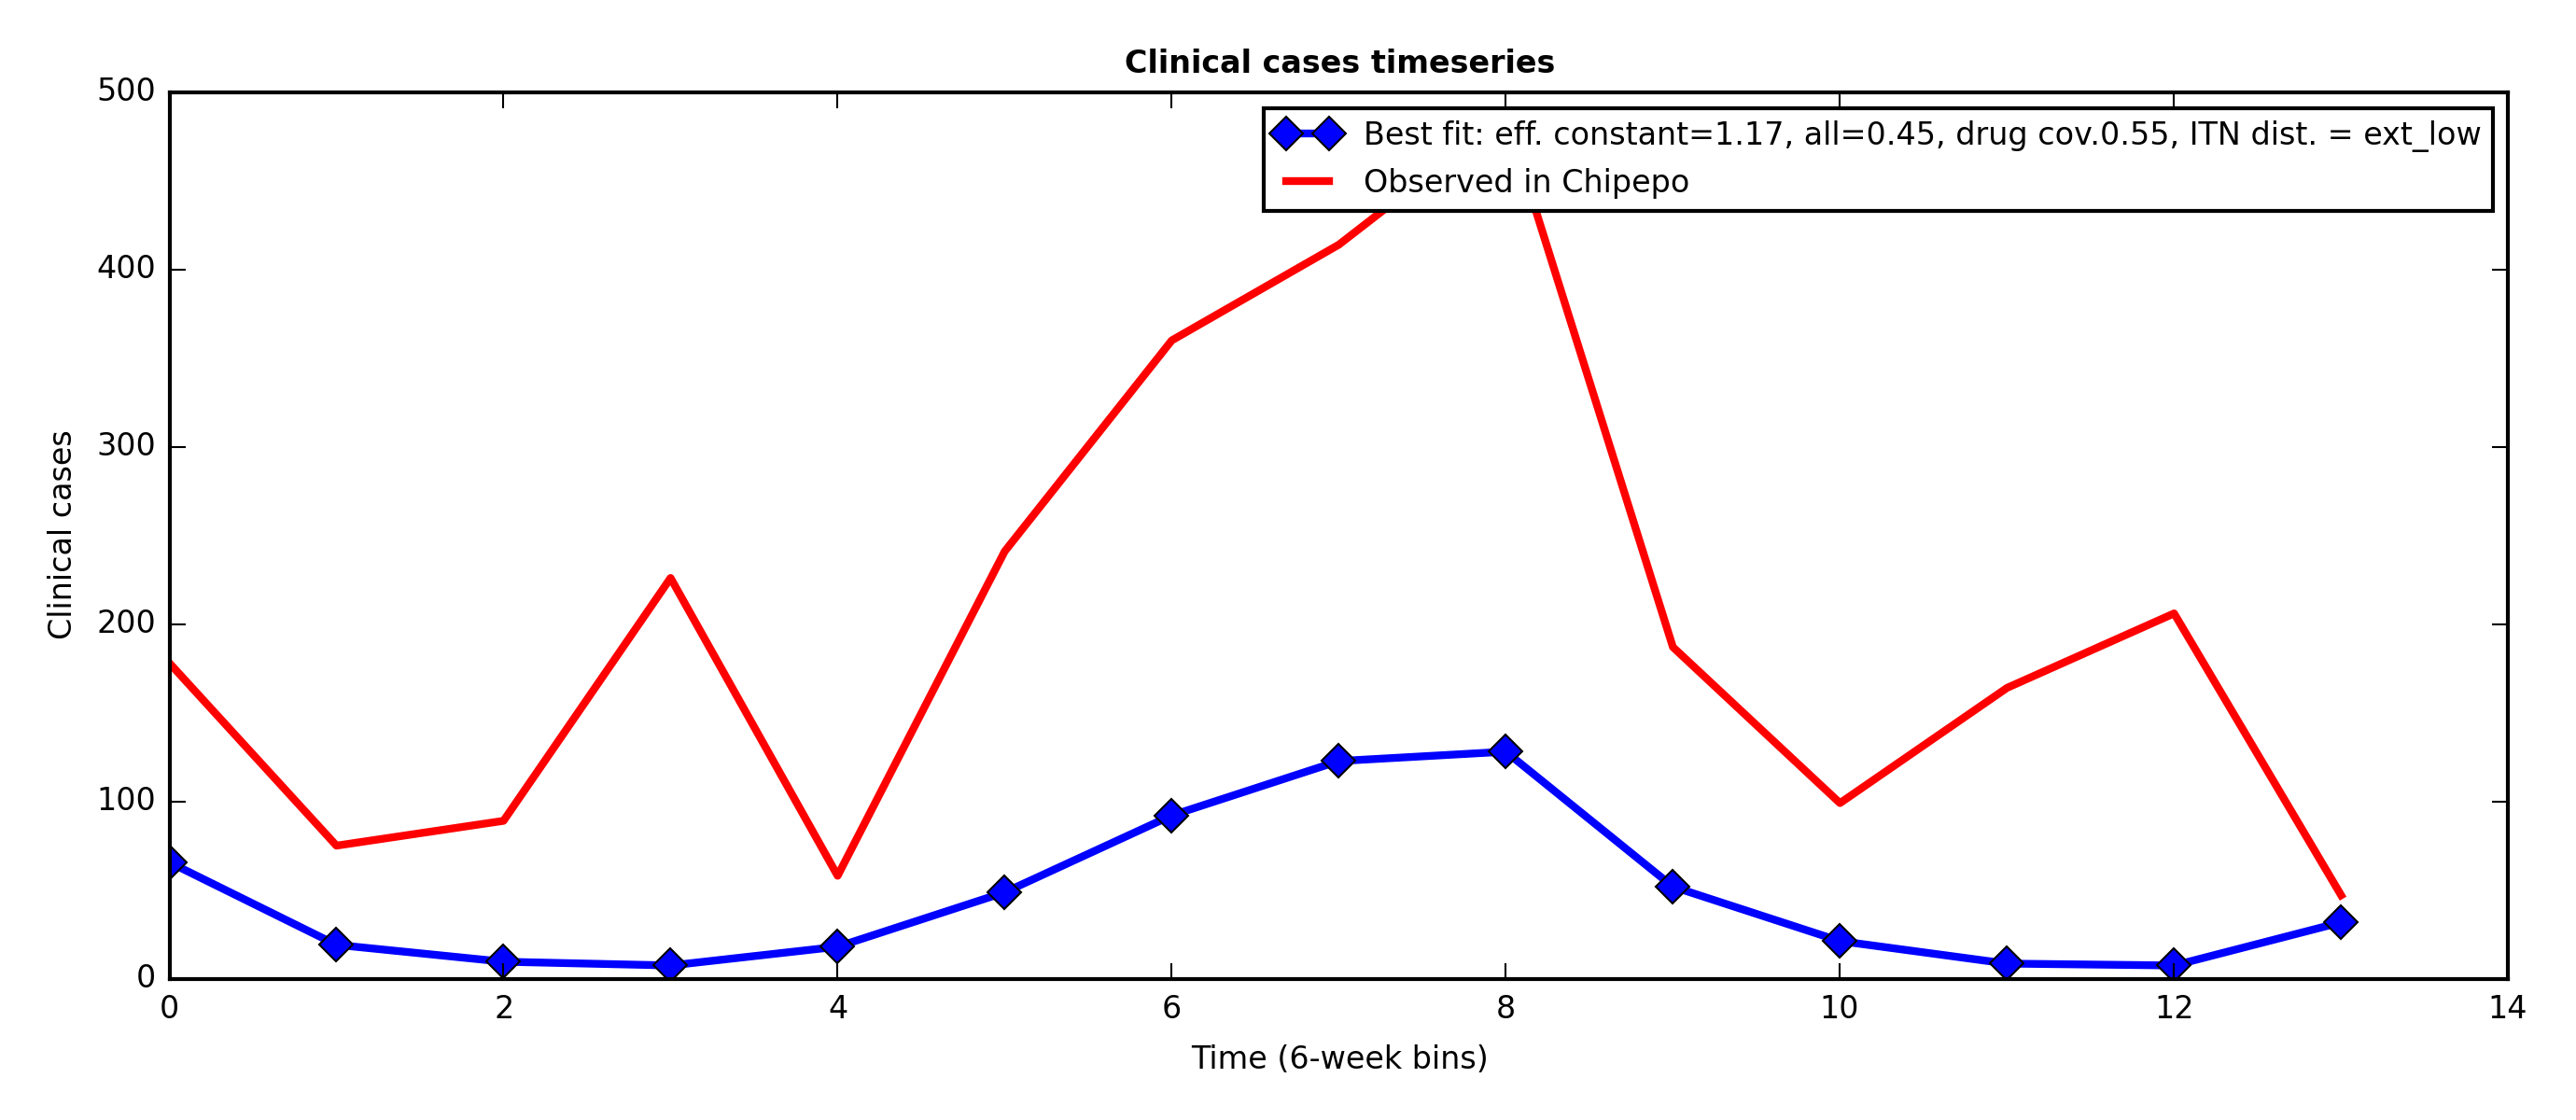 Clinical cases timeseries
500
400
300
200
100
0
Clinical cases
Best fit: eff. constant=1.17, all=0.45, drug cov.0.55, ITN dist. = ext_low
Observed in Chipepo
0 2 4 6 8 10 12 14
Time (6-week bins)